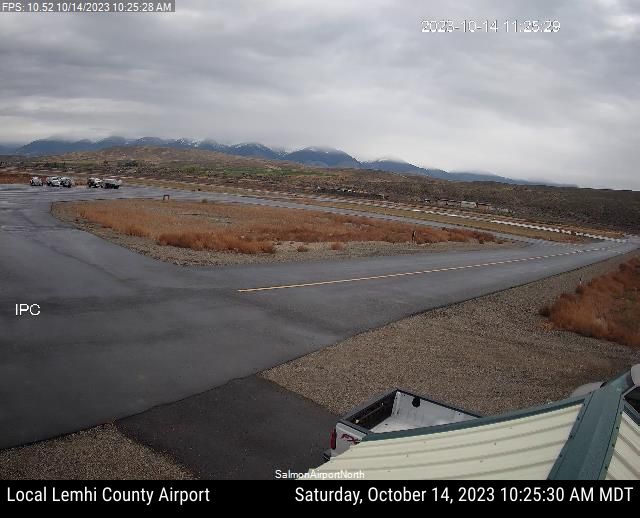 FPS: 10.52 10/14/2023 10:25:28 AM
2023-10-14 11:25:29
IPC
SalmonAirportNorth
Local Lemhi County Airport
Saturday, October 14, 2023 10:25:30 AM MDT